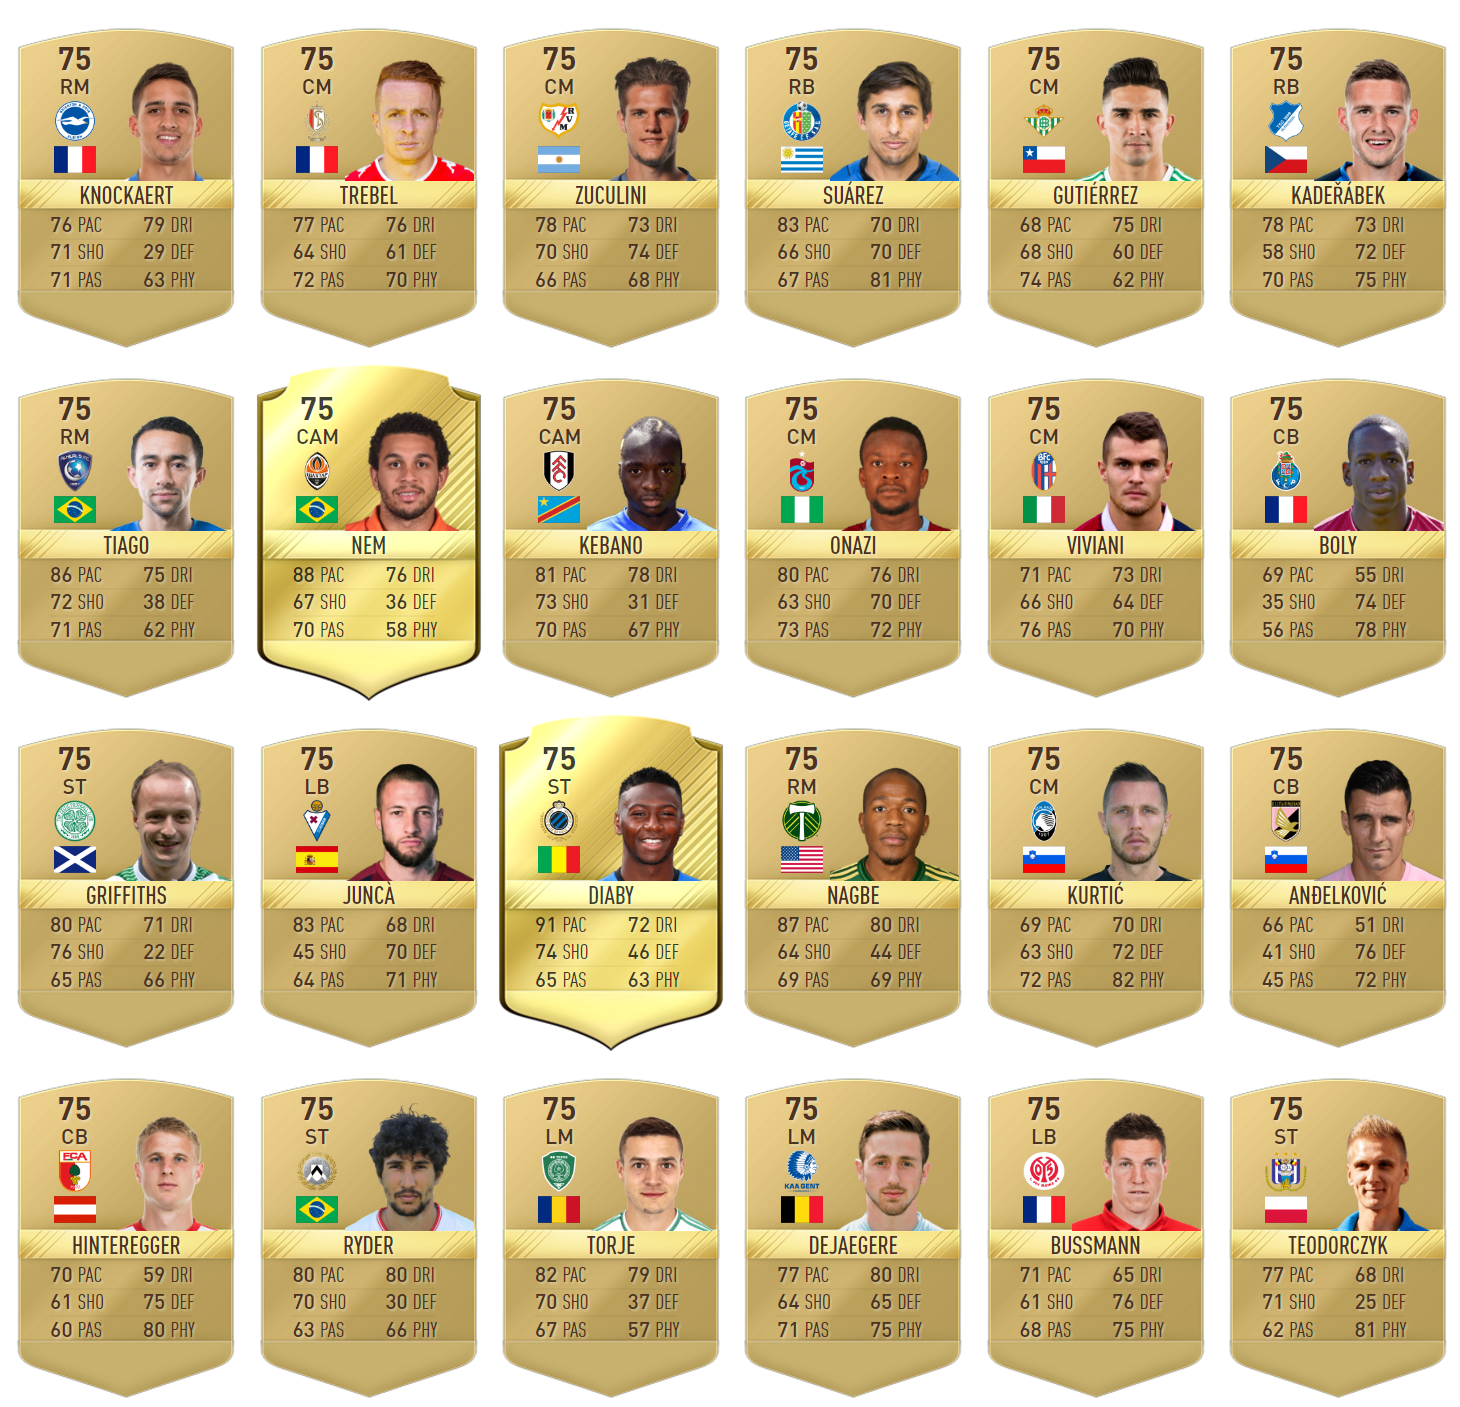 75
RM
KNOCKAERT
76 PAC 79 DRI
71 SHO 29 DEF
71 PAS 63 PHY
75
CM
TREBEL
77 PAC 76 DRI
64 SHO 61 DEF
72 PAS 70 PHY
75
CM
RVM
ZUCULINI
78 PAC 73 DRI
70 SHO 74 DEF
66 PAS 68 PHY
75
RB
SUÁREZ
83 PAC 70 DRI
66 SHO 70 DEF
67 PAS 81 PHY
75
CM
GUTIÉRREZ
68 PAC 75 DRI
68 SHO 60 DEF
74 PAS 62 PHY
75
RB
KADEŘÁBEK
78 PAC 73 DRI
58 SHO 72 DEF
70 PAS 75 PHY
75
RM
TIAGO
86 PAC 75 DRI
72 SHO 38 DEF
71 PAS 62 PHY
75
CAM
NEM
88 PAC 76 DRI
67 SHO 36 DEF
70 PAS 58 PHY
75
CAM
KEBANO
81 PAC 78 DRI
73 SHO 31 DEF
70 PAS 67 PHY
75
CM
ONAZI
80 PAC 76 DRI
63 SHO 70 DEF
73 PAS 72 PHY
75
CM
BFC
VIVIANI
71 PAC 73 DRI
66 SHO 64 DEF
76 PAS 70 PHY
75
CB
BOLY
69 PAC 55 DRI
35 SHO 74 DEF
56 PAS 78 PHY
75
ST
GRIFFITHS
80 PAC 71 DRI
76 SHO 22 DEF
65 PAS 66 PHY
75
LB
JUNCÀ
83 PAC 68 DRI
45 SHO 70 DEF
64 PAS 71 PHY
75
ST
DIABY
91 PAC 72 DRI
74 SHO 46 DEF
65 PAS 63 PHY
75
RM
NAGBE
87 PAC 80 DRI
64 SHO 44 DEF
69 PAS 69 PHY
75
CM
KURTIĆ
69 PAC 70 DRI
63 SHO 72 DEF
72 PAS 82 PHY
75
CB
ANĐELKOVIĆ
66 PAC 51 DRI
41 SHO 76 DEF
45 PAS 72 PHY
75
CB
FCA
HINTEREGGER
70 PAC 59 DRI
61 SHO 75 DEF
60 PAS 80 PHY
75
ST
RYDER
80 PAC 80 DRI
70 SHO 30 DEF
63 PAS 66 PHY
75
LM
TORJE
82 PAC 79 DRI
70 SHO 37 DEF
67 PAS 57 PHY
75
LM
KAA GENT
DEJAEGERE
77 PAC 80 DRI
64 SHO 65 DEF
71 PAS 75 PHY
75
LB
BUSSMANN
71 PAC 65 DRI
61 SHO 76 DEF
68 PAS 75 PHY
75
ST
TEODORCZYK
77 PAC 68 DRI
71 SHO 25 DEF
62 PAS 81 PHY